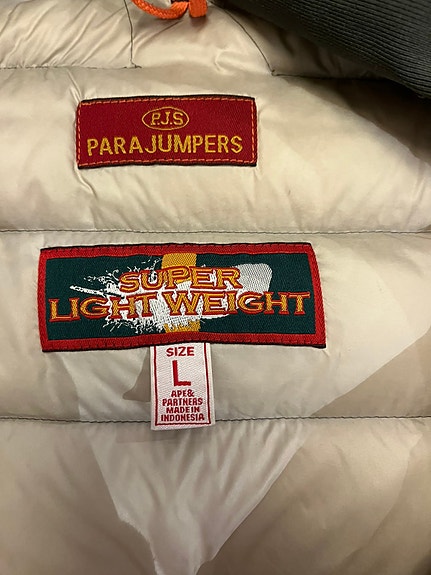 P.J.S
PARAJUMPERS
SUPER
LIGHT WEIGHT
SIZE
L
APE&
PARTNERS
MADE IN
INDONESIA